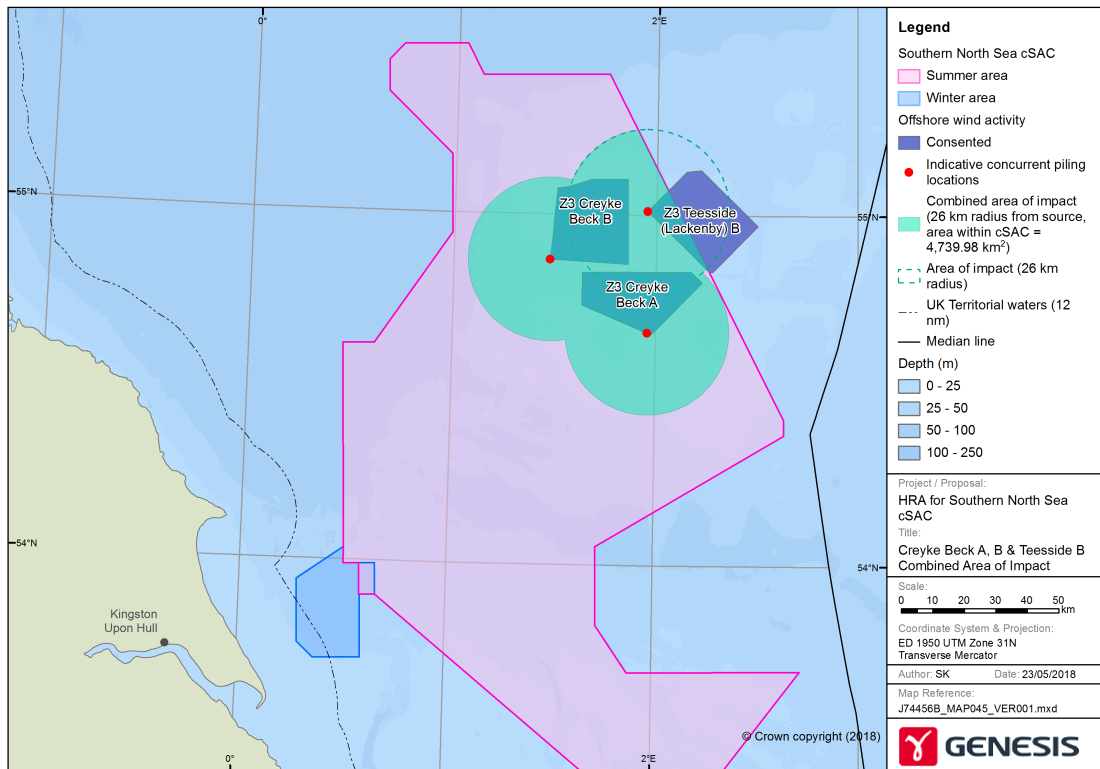 0°
2°E
55°N
55°N
Z3 Creyke
Beck B
Z3 Teesside
(Lackenby) B
Z3 Creyke
Beck A
54°N
54°N
Kingston
Upon Hull
0°
2°E
© Crown copyright (2018)
Legend
Southern North Sea cSAC
Summer area
Winter area
Offshore wind activity
Consented
Indicative concurrent piling
locations
Combined area of impact
(26 km radius from source,
area within cSAC =
4,739.98 km²)
Area of impact (26 km
radius)
UK Territorial waters (12
nm)
Median line
Depth (m)
0 - 25
25 - 50
50 - 100
100 - 250
Project / Proposal:
HRA for Southern North Sea
cSAC
Title:
Creyke Beck A, B & Teesside B
Combined Area of Impact
Scale:
0 10 20 30 40 50
km
Coordinate System & Projection:
ED 1950 UTM Zone 31N
Transverse Mercator
Author: SK Date: 23/05/2018
Map Reference:
J74456B_MAP045_VER001.mxd
GENESIS